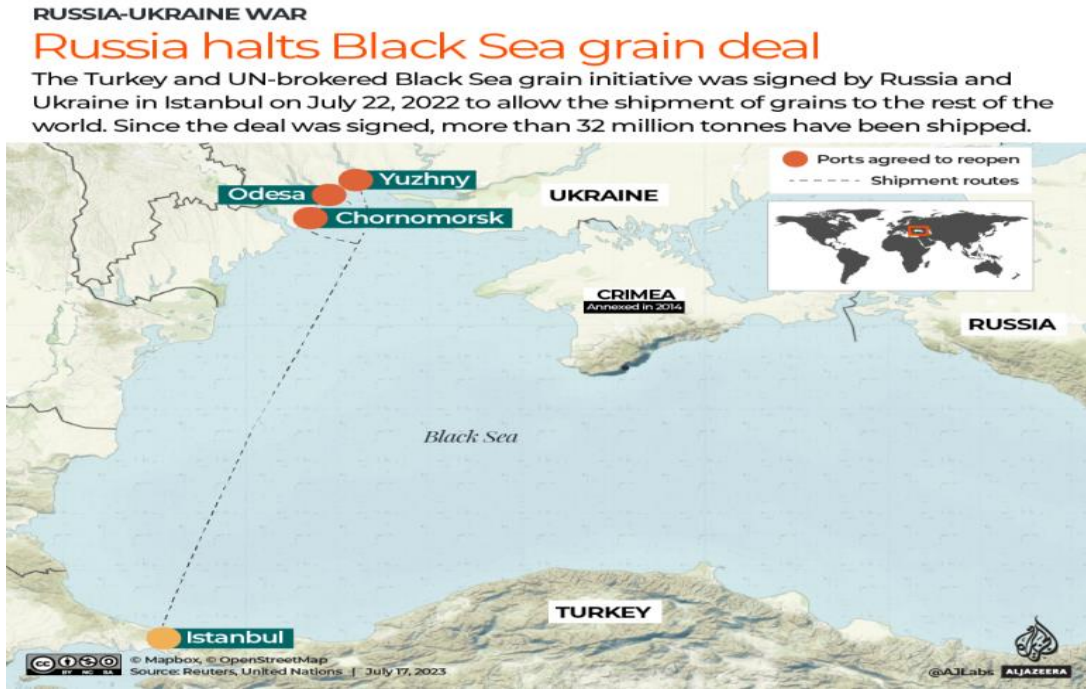 RUSSIA-UKRAINE WAR
Russia halts Black Sea grain deal
The Turkey and UN-brokered Black Sea grain initiative was signed by Russia and
Ukraine in Istanbul on July 22, 2022 to allow the shipment of grains to the rest of the
world. Since the deal was signed, more than 32 million tonnes have been shipped.
Ports agreed to reopen
Shipment routes
Yuzhny
Odesa
Chornomorsk
UKRAINE
CRIMEA
Annexed in 2014
RUSSIA
Black Sea
TURKEY
Istanbul
cc BY NC SA
© Mapbox, © OpenStreetMap
Source: Reuters, United Nations | July 17, 2023
@AJLabs ALJAZEERA